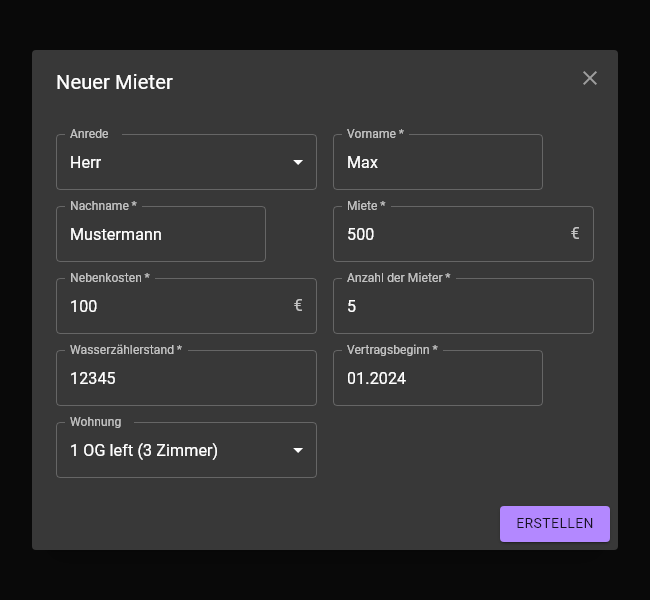 Neuer Mieter
Anrede
Herr
Vorname *
Max
Nachname *
Mustermann
Miete *
500 €
Nebenkosten *
100 €
Anzahl der Mieter *
5
Wasserzählerstand *
12345
Vertragsbeginn *
01.2024
Wohnung
1 OG left (3 Zimmer)
ERSTELLEN